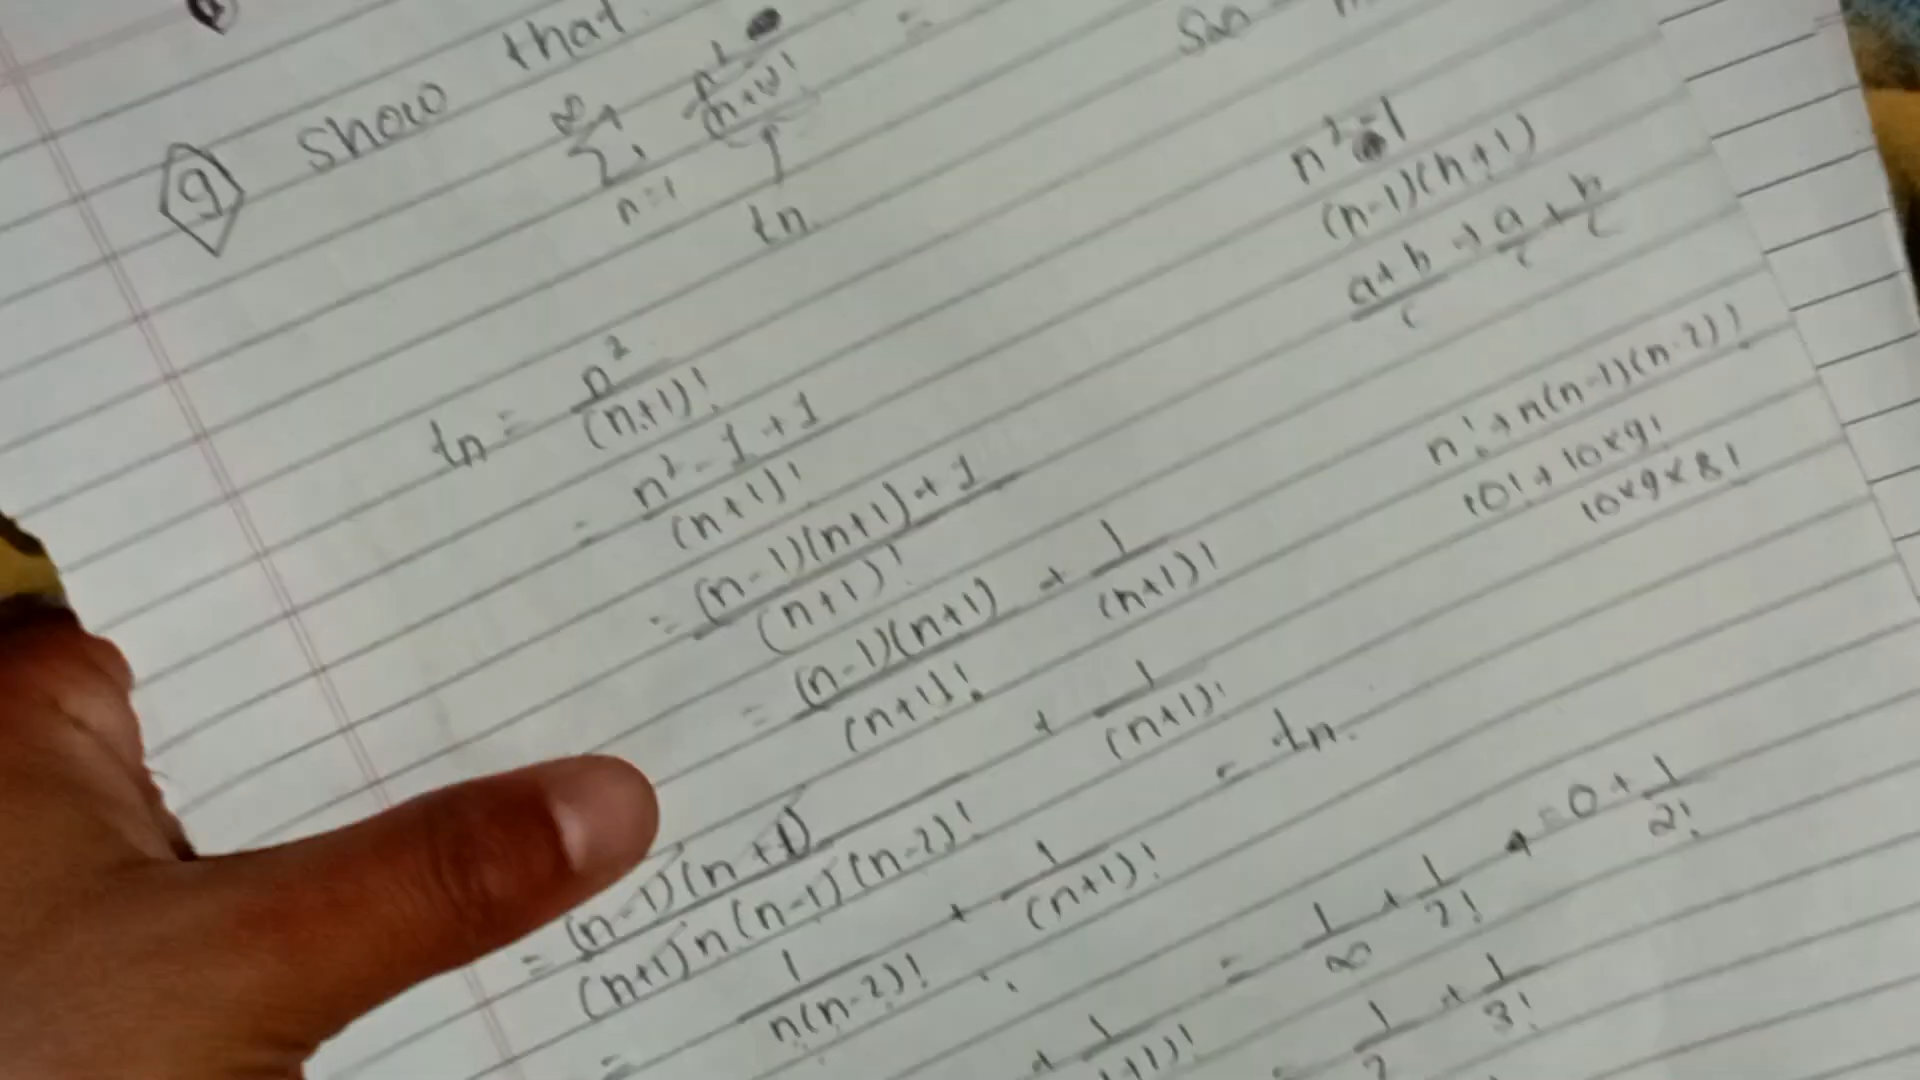 9 Show that
∞ Σ n=1 n²/(n+1)! =
tn
tn = n²/(n+1)!
= n²-1+1/(n+1)!
= (n-1)(n+1)+1/(n+1)!
= (n-1)(n+1)/(n+1)! + 1/(n+1)!
= (n-1)(n+1)/(n+1)n(n-1)(n-2)! + 1/(n+1)!
= 1/n(n-2)! + 1/(n+1)! = tn.
n²-1
(n-1)(n+1)
a+b/c → a/c + b/c
n! → n(n-1)(n-2)!
10! → 10×9!
10×9×8!
= 1/∞ + 1/2! → = 0 + 1/2!
= 1/2 + 1/3!